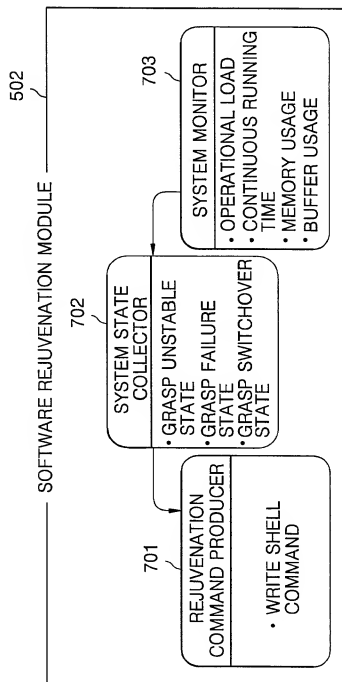 SOFTWARE REJUVENATION MODULE
502
701
REJUVENATION
COMMAND PRODUCER
• WRITE SHELL
COMMAND
702
SYSTEM STATE
COLLECTOR
• GRASP UNSTABLE
STATE
• GRASP FAILURE
STATE
• GRASP SWITCHOVER
STATE
703
SYSTEM MONITOR
• OPERATIONAL LOAD
• CONTINUOUS RUNNING
TIME
• MEMORY USAGE
• BUFFER USAGE